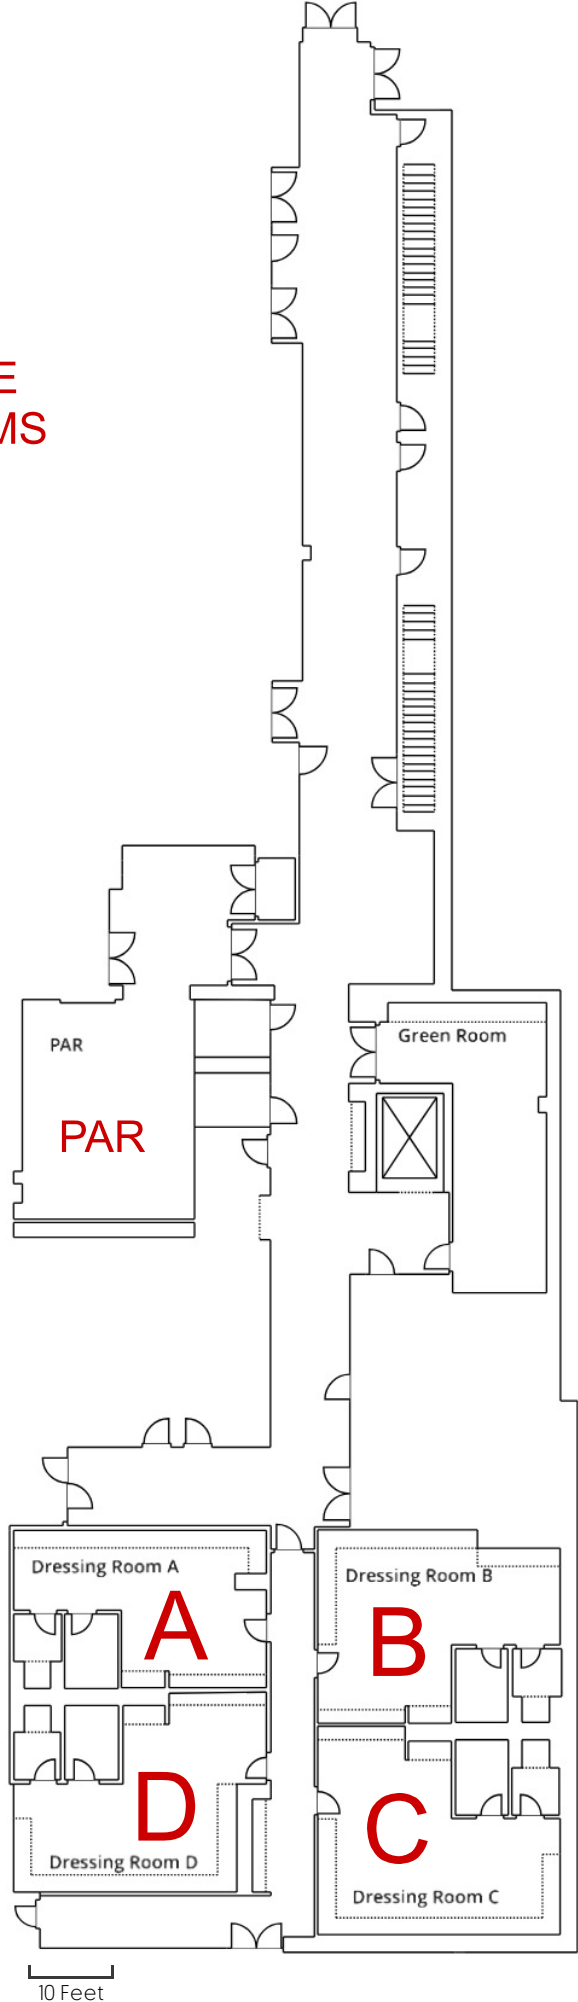 E
MS
PAR
Green Room
PAR
Dressing Room A
Dressing Room B
A
B
D
C
Dressing Room D
Dressing Room C
10 Feet